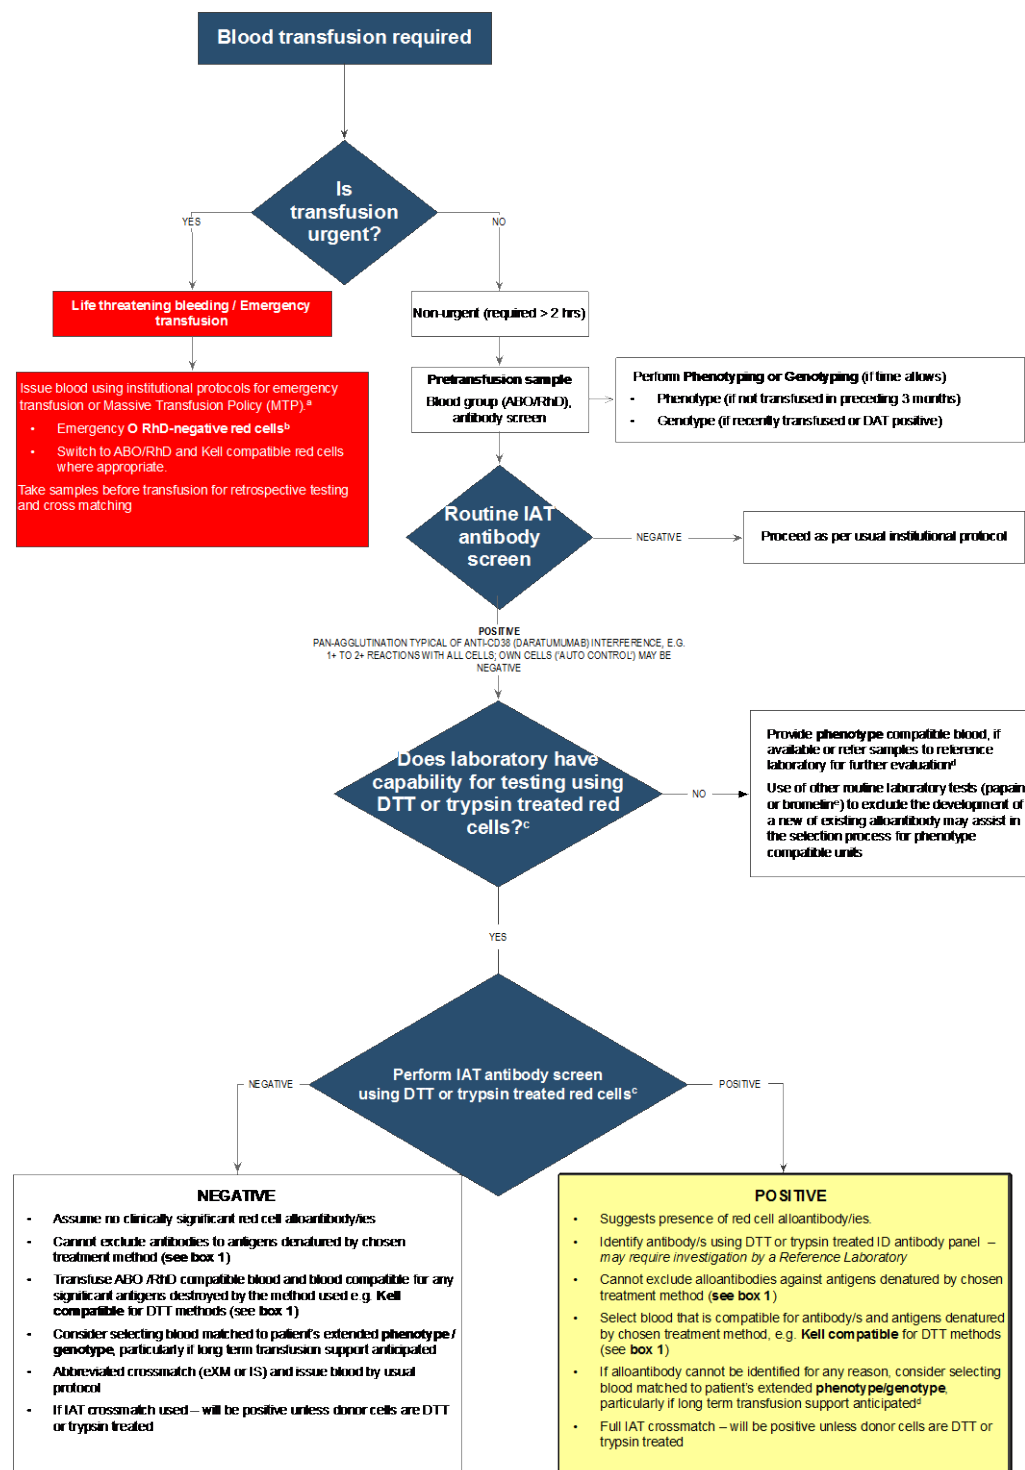 Blood transfusion required
Is
transfusion
urgent?
YES
NO
Life threatening bleeding / Emergency
transfusion
Non-urgent (required > 2 hrs)
Issue blood using institutional protocols for emergency
transfusion or Massive Transfusion Policy (MTP).a
• Emergency O RhD-negative red cellsb
• Switch to ABO/RhD and Kell compatible red cells
where appropriate.
Take samples before transfusion for retrospective testing
and cross matching
Pretransfusion sample
Blood group (ABO/RhD),
antibody screen
Perform Phenotyping or Genotyping (if time allows)
- Phenotype (if not transfused in preceding 3 months)
- Genotype (if recently transfused or DAT positive)
Routine IAT
antibody
screen
NEGATIVE
Proceed as per usual institutional protocol
POSITIVE
PAN-AGGLUTINATION TYPICAL OF ANTI-CD38 (DARATUMUMAB) INTERFERENCE, E.G.
1+ TO 2+ REACTIONS WITH ALL CELLS; OWN CELLS ('AUTO CONTROL') MAY BE
NEGATIVE
Does laboratory have
capability for testing using
DTT or trypsin treated red
cells?c
NO
Provide phenotype compatible blood, if
available or refer samples to reference
laboratory for further evaluationd
Use of other routine laboratory tests (papain
or bromeline) to exclude the development of
a new of existing alloantibody may assist in
the selection process for phenotype
compatible units
YES
Perform IAT antibody screen
using DTT or trypsin treated red cellsc
NEGATIVE
POSITIVE
NEGATIVE
- Assume no clinically significant red cell alloantibody/ies
- Cannot exclude antibodies to antigens denatured by chosen
treatment method (see box 1)
- Transfuse ABO /RhD compatible blood and blood compatible for any
significant antigens destroyed by the method used e.g. Kell
compatible for DTT methods (see box 1)
- Consider selecting blood matched to patient's extended phenotype /
genotype, particularly if long term transfusion support anticipated
- Abbreviated crossmatch (eXM or IS) and issue blood by usual
protocol
- If IAT crossmatch used – will be positive unless donor cells are DTT
or trypsin treated
POSITIVE
• Suggests presence of red cell alloantibody/ies.
• Identify antibody/s using DTT or trypsin treated ID antibody panel –
may require investigation by a Reference Laboratory
• Cannot exclude alloantibodies against antigens denatured by chosen
treatment method (see box 1)
• Select blood that is compatible for antibody/s and antigens denatured
by chosen treatment method, e.g. Kell compatible for DTT methods
(see box 1)
• If alloantibody cannot be identified for any reason, consider selecting
blood matched to patient's extended phenotype/genotype,
particularly if long term transfusion support anticipatedd
• Full IAT crossmatch – will be positive unless donor cells are DTT or
trypsin treated